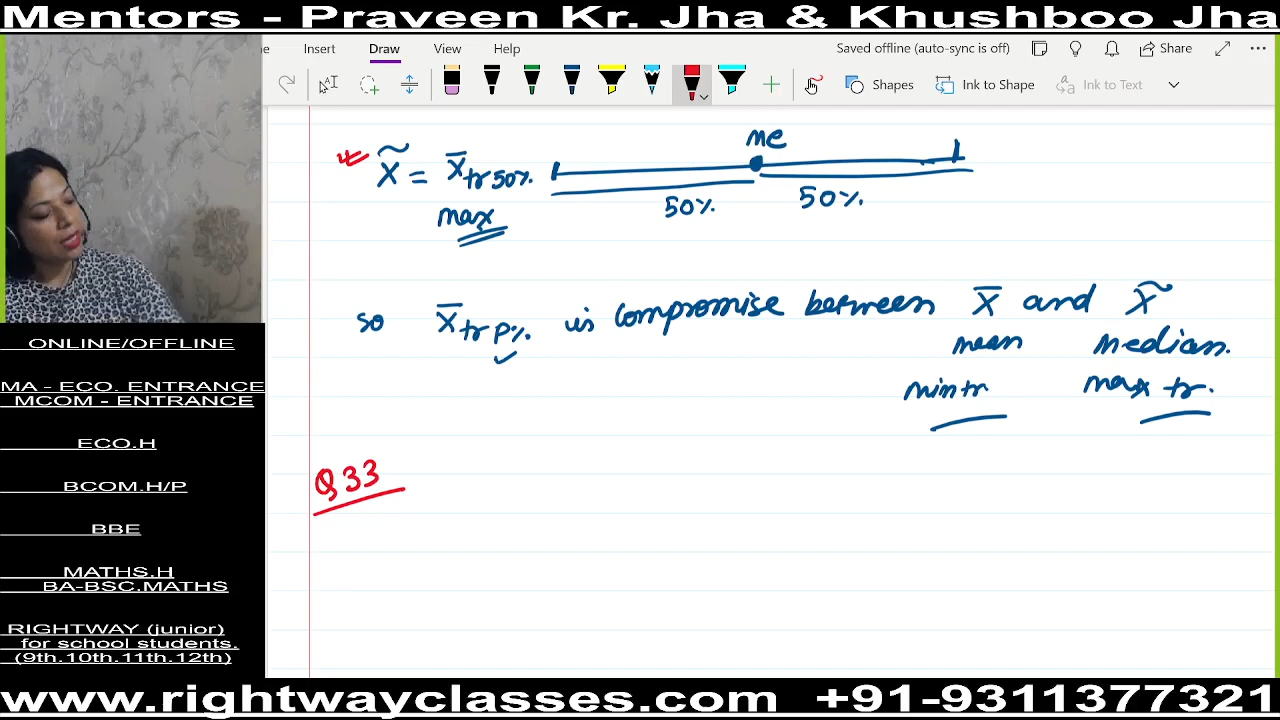 Mentors - Praveen Kr. Jha & Khushboo Jha
Insert Draw View Help
Saved offline (auto-sync is off)
Share
Shapes
Ink to Shape
Ink to Text
X̃ = X̄tr50%.
max
me
50%.
50%.
so X̄tr p%. is compromise between X̄ and X̃
mean median.
min tr max tr.
Q33
ONLINE/OFFLINE
MA - ECO. ENTRANCE
MCOM - ENTRANCE
ECO.H
BCOM.H/P
BBE
MATHS.H
BA-BSC.MATHS
RIGHTWAY (junior)
for school students.
(9th.10th.11th.12th)
www.rightwayclasses.com +91-9311377321